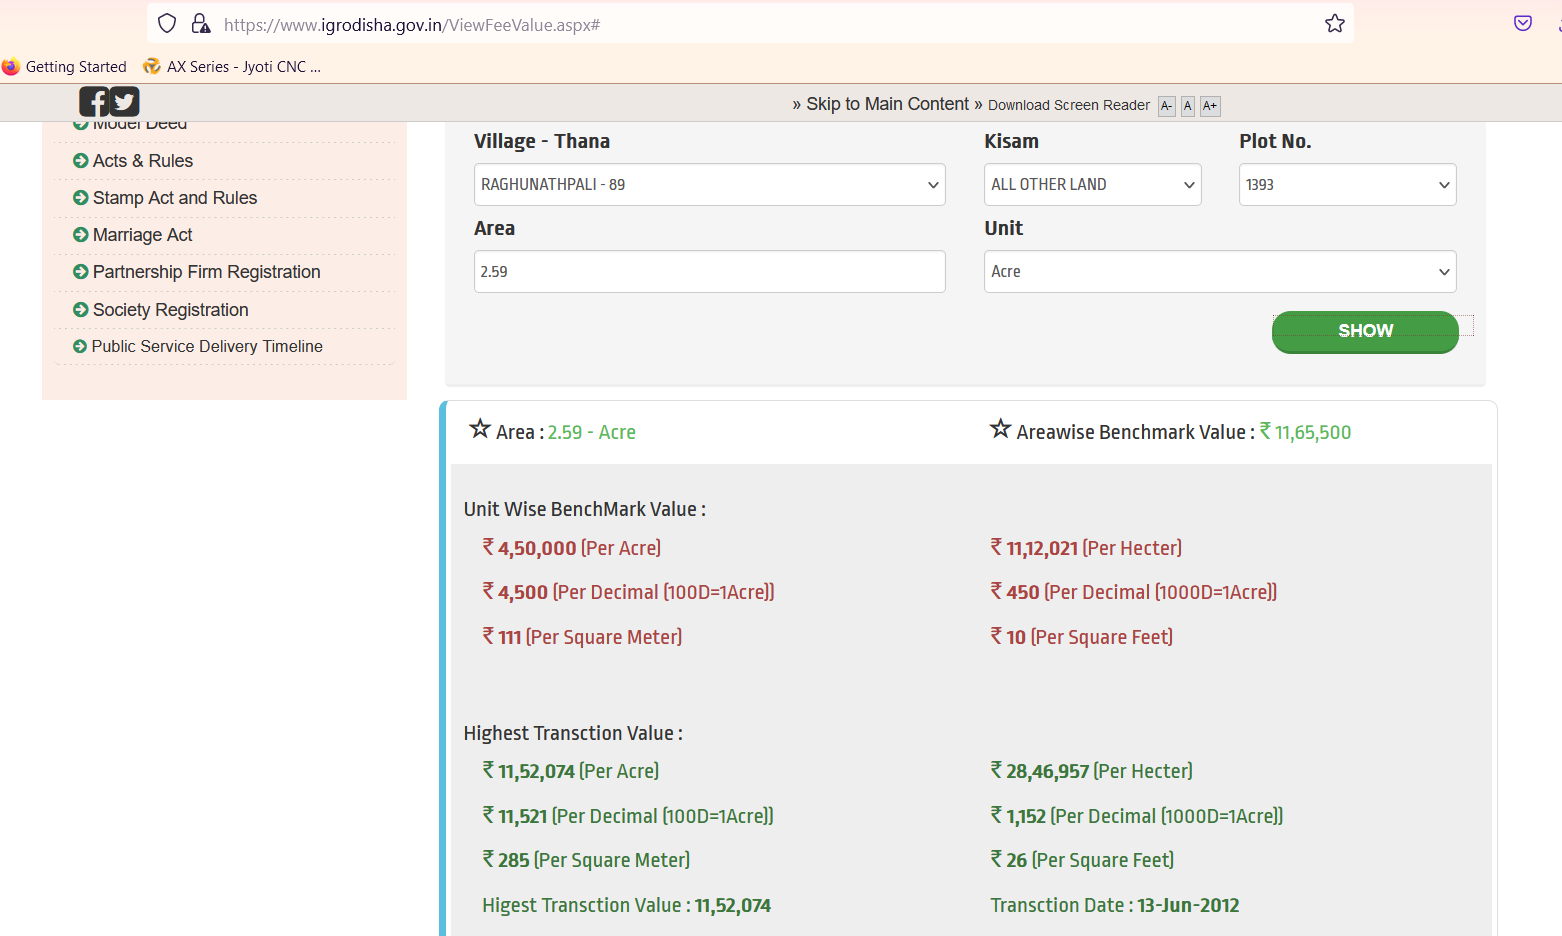 https://www.igrodisha.gov.in/ViewFeeValue.aspx#
Getting Started AX Series - Jyoti CNC ...
» Skip to Main Content » Download Screen Reader A- A A+
Model Deed
Acts & Rules
Stamp Act and Rules
Marriage Act
Partnership Firm Registration
Society Registration
Public Service Delivery Timeline
Village - Thana Kisam Plot No.
RAGHUNATHPALI - 89 ALL OTHER LAND 1393
Area Unit
2.59 Acre
SHOW
Area : 2.59 - Acre Areawise Benchmark Value : ₹ 11,65,500
Unit Wise BenchMark Value :
₹ 4,50,000 (Per Acre) ₹ 11,12,021 (Per Hecter)
₹ 4,500 (Per Decimal (100D=1Acre)) ₹ 450 (Per Decimal (1000D=1Acre))
₹ 111 (Per Square Meter) ₹ 10 (Per Square Feet)
Highest Transction Value :
₹ 11,52,074 (Per Acre) ₹ 28,46,957 (Per Hecter)
₹ 11,521 (Per Decimal (100D=1Acre)) ₹ 1,152 (Per Decimal (1000D=1Acre))
₹ 285 (Per Square Meter) ₹ 26 (Per Square Feet)
Higest Transction Value : 11,52,074 Transction Date : 13-Jun-2012